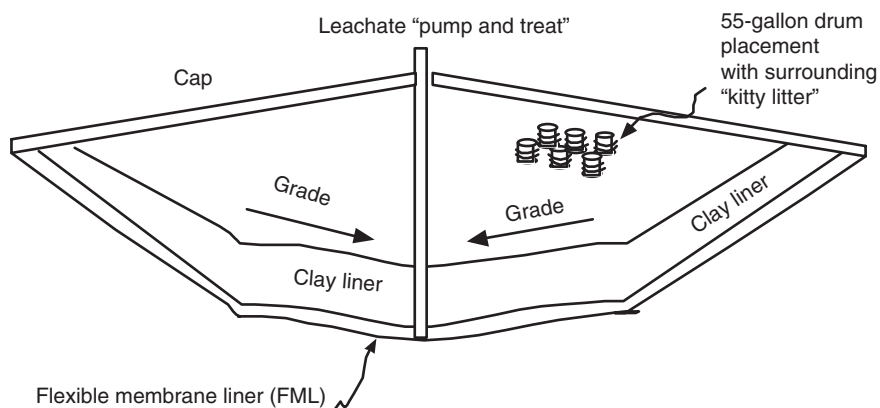 Leachate “pump and treat”
55-gallon drum
placement
with surrounding
“kitty litter”
Cap
Grade
Grade
Clay liner
Clay liner
Flexible membrane liner (FML)